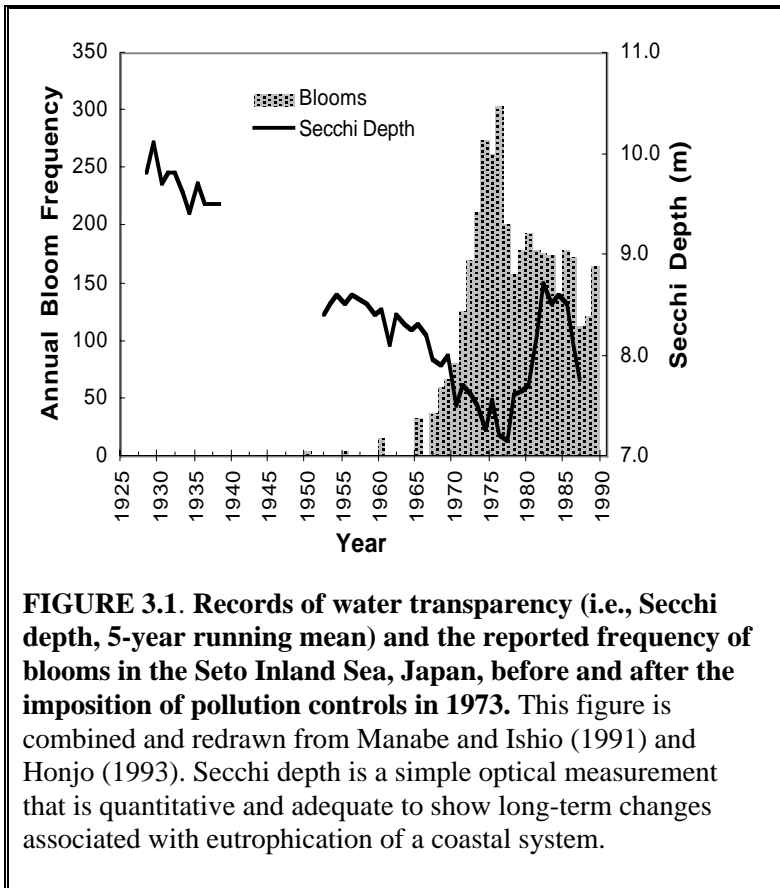 350
300
250
200
150
100
50
0
Annual Bloom Frequency
Blooms
Secchi Depth
11.0
10.0
9.0
8.0
7.0
Secchi Depth (m)
1925
1930
1935
1940
1945
1950
1955
1960
1965
1970
1975
1980
1985
1990
Year
FIGURE 3.1. Records of water transparency (i.e., Secchi
depth, 5-year running mean) and the reported frequency of
blooms in the Seto Inland Sea, Japan, before and after the
imposition of pollution controls in 1973. This figure is
combined and redrawn from Manabe and Ishio (1991) and
Honjo (1993). Secchi depth is a simple optical measurement
that is quantitative and adequate to show long-term changes
associated with eutrophication of a coastal system.